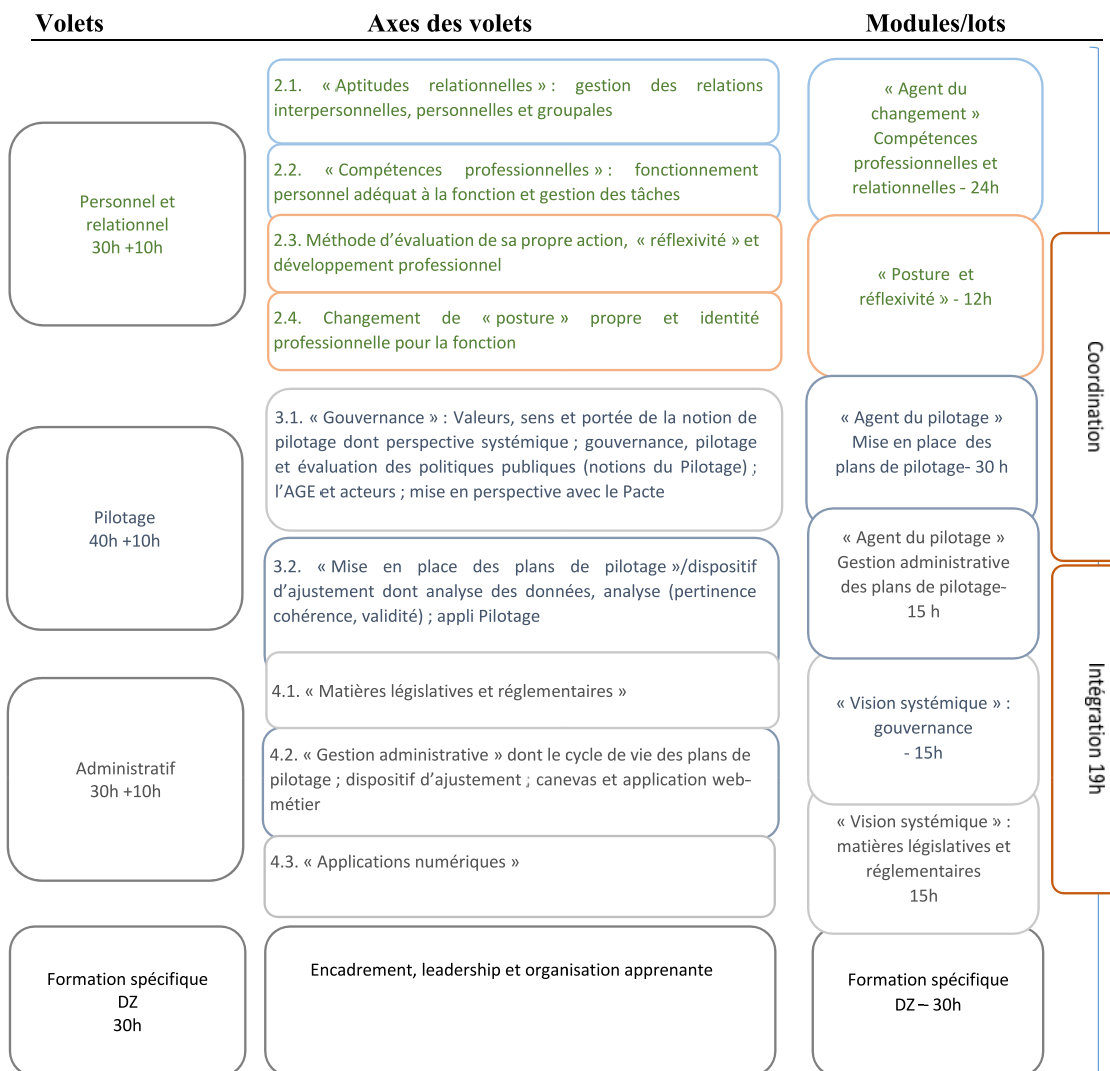 Volets
Axes des volets
Modules/lots
Personnel et
relationnel
30h +10h
2.1. « Aptitudes relationnelles » : gestion des relations
interpersonnelles, personnelles et groupales
2.2. « Compétences professionnelles » : fonctionnement
personnel adéquat à la fonction et gestion des tâches
2.3. Méthode d’évaluation de sa propre action, « réflexivité » et
développement professionnel
2.4. Changement de « posture » propre et identité
professionnelle pour la fonction
« Agent du
changement »
Compétences
professionnelles et
relationnelles - 24h
« Posture et
réflexivité » - 12h
Pilotage
40h +10h
3.1. « Gouvernance » : Valeurs, sens et portée de la notion de
pilotage dont perspective systémique ; gouvernance, pilotage
et évaluation des politiques publiques (notions du Pilotage) ;
l’AGE et acteurs ; mise en perspective avec le Pacte
3.2. « Mise en place des plans de pilotage »/dispositif
d’ajustement dont analyse des données, analyse (pertinence
cohérence, validité) ; appli Pilotage
« Agent du pilotage »
Mise en place des
plans de pilotage- 30 h
« Agent du pilotage »
Gestion administrative
des plans de pilotage-
15 h
Administratif
30h +10h
4.1. « Matières législatives et réglementaires »
4.2. « Gestion administrative » dont le cycle de vie des plans de
pilotage ; dispositif d’ajustement ; canevas et application web-
métier
4.3. « Applications numériques »
« Vision systémique » :
gouvernance
- 15h
« Vision systémique » :
matières législatives et
réglementaires
15h
Formation spécifique
DZ
30h
Encadrement, leadership et organisation apprenante
Formation spécifique
DZ – 30h
Coordination
Intégration 19h